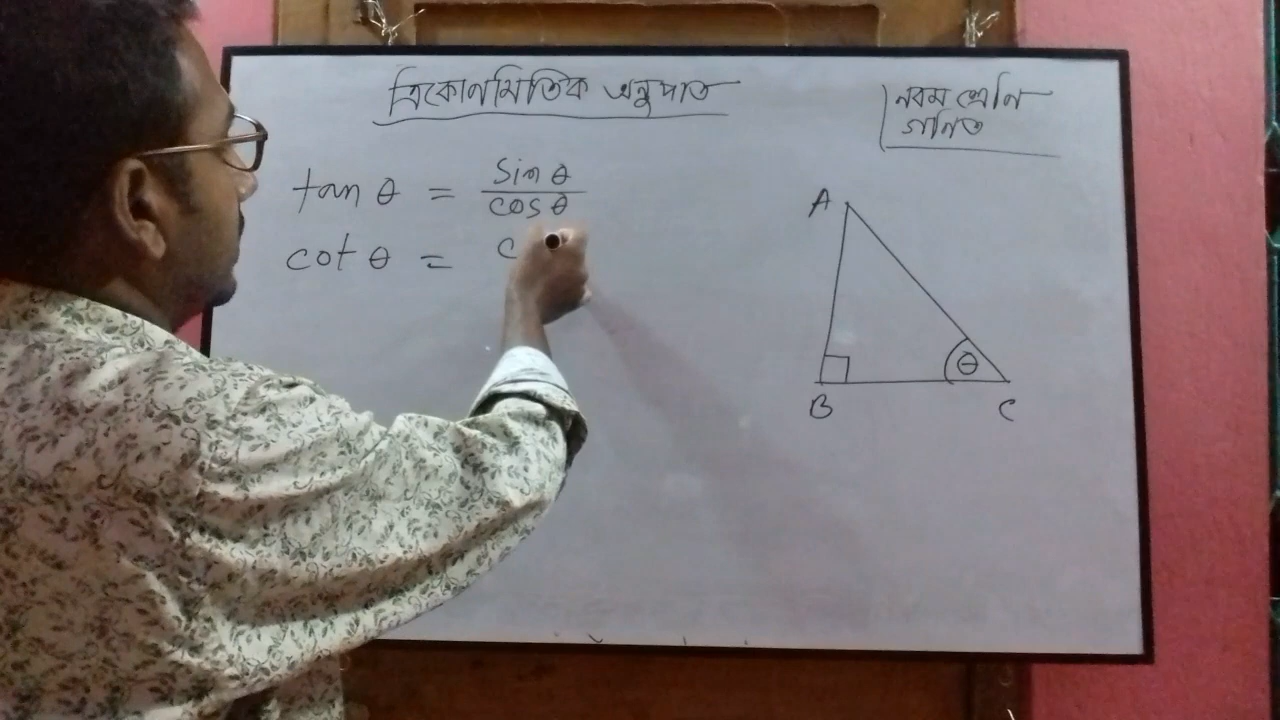 ত্রিকোণমিতিক অনুপাত
নবম শ্রেণি
গণিত
tan θ = sin θ / cos θ
cot θ = c
A
θ
B C